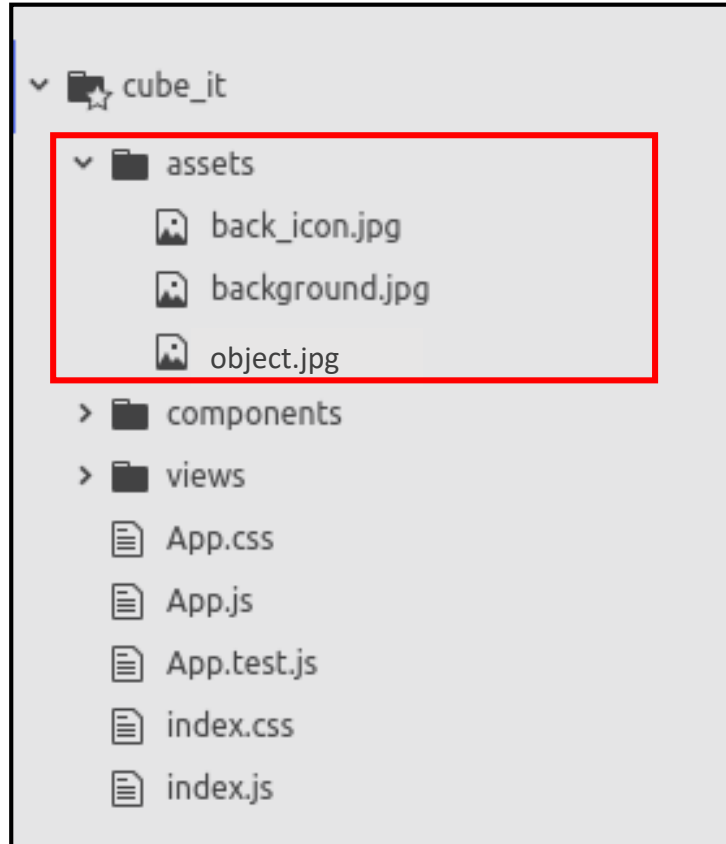 cube_it
assets
back_icon.jpg
background.jpg
object.jpg
components
views
App.css
App.js
App.test.js
index.css
index.js